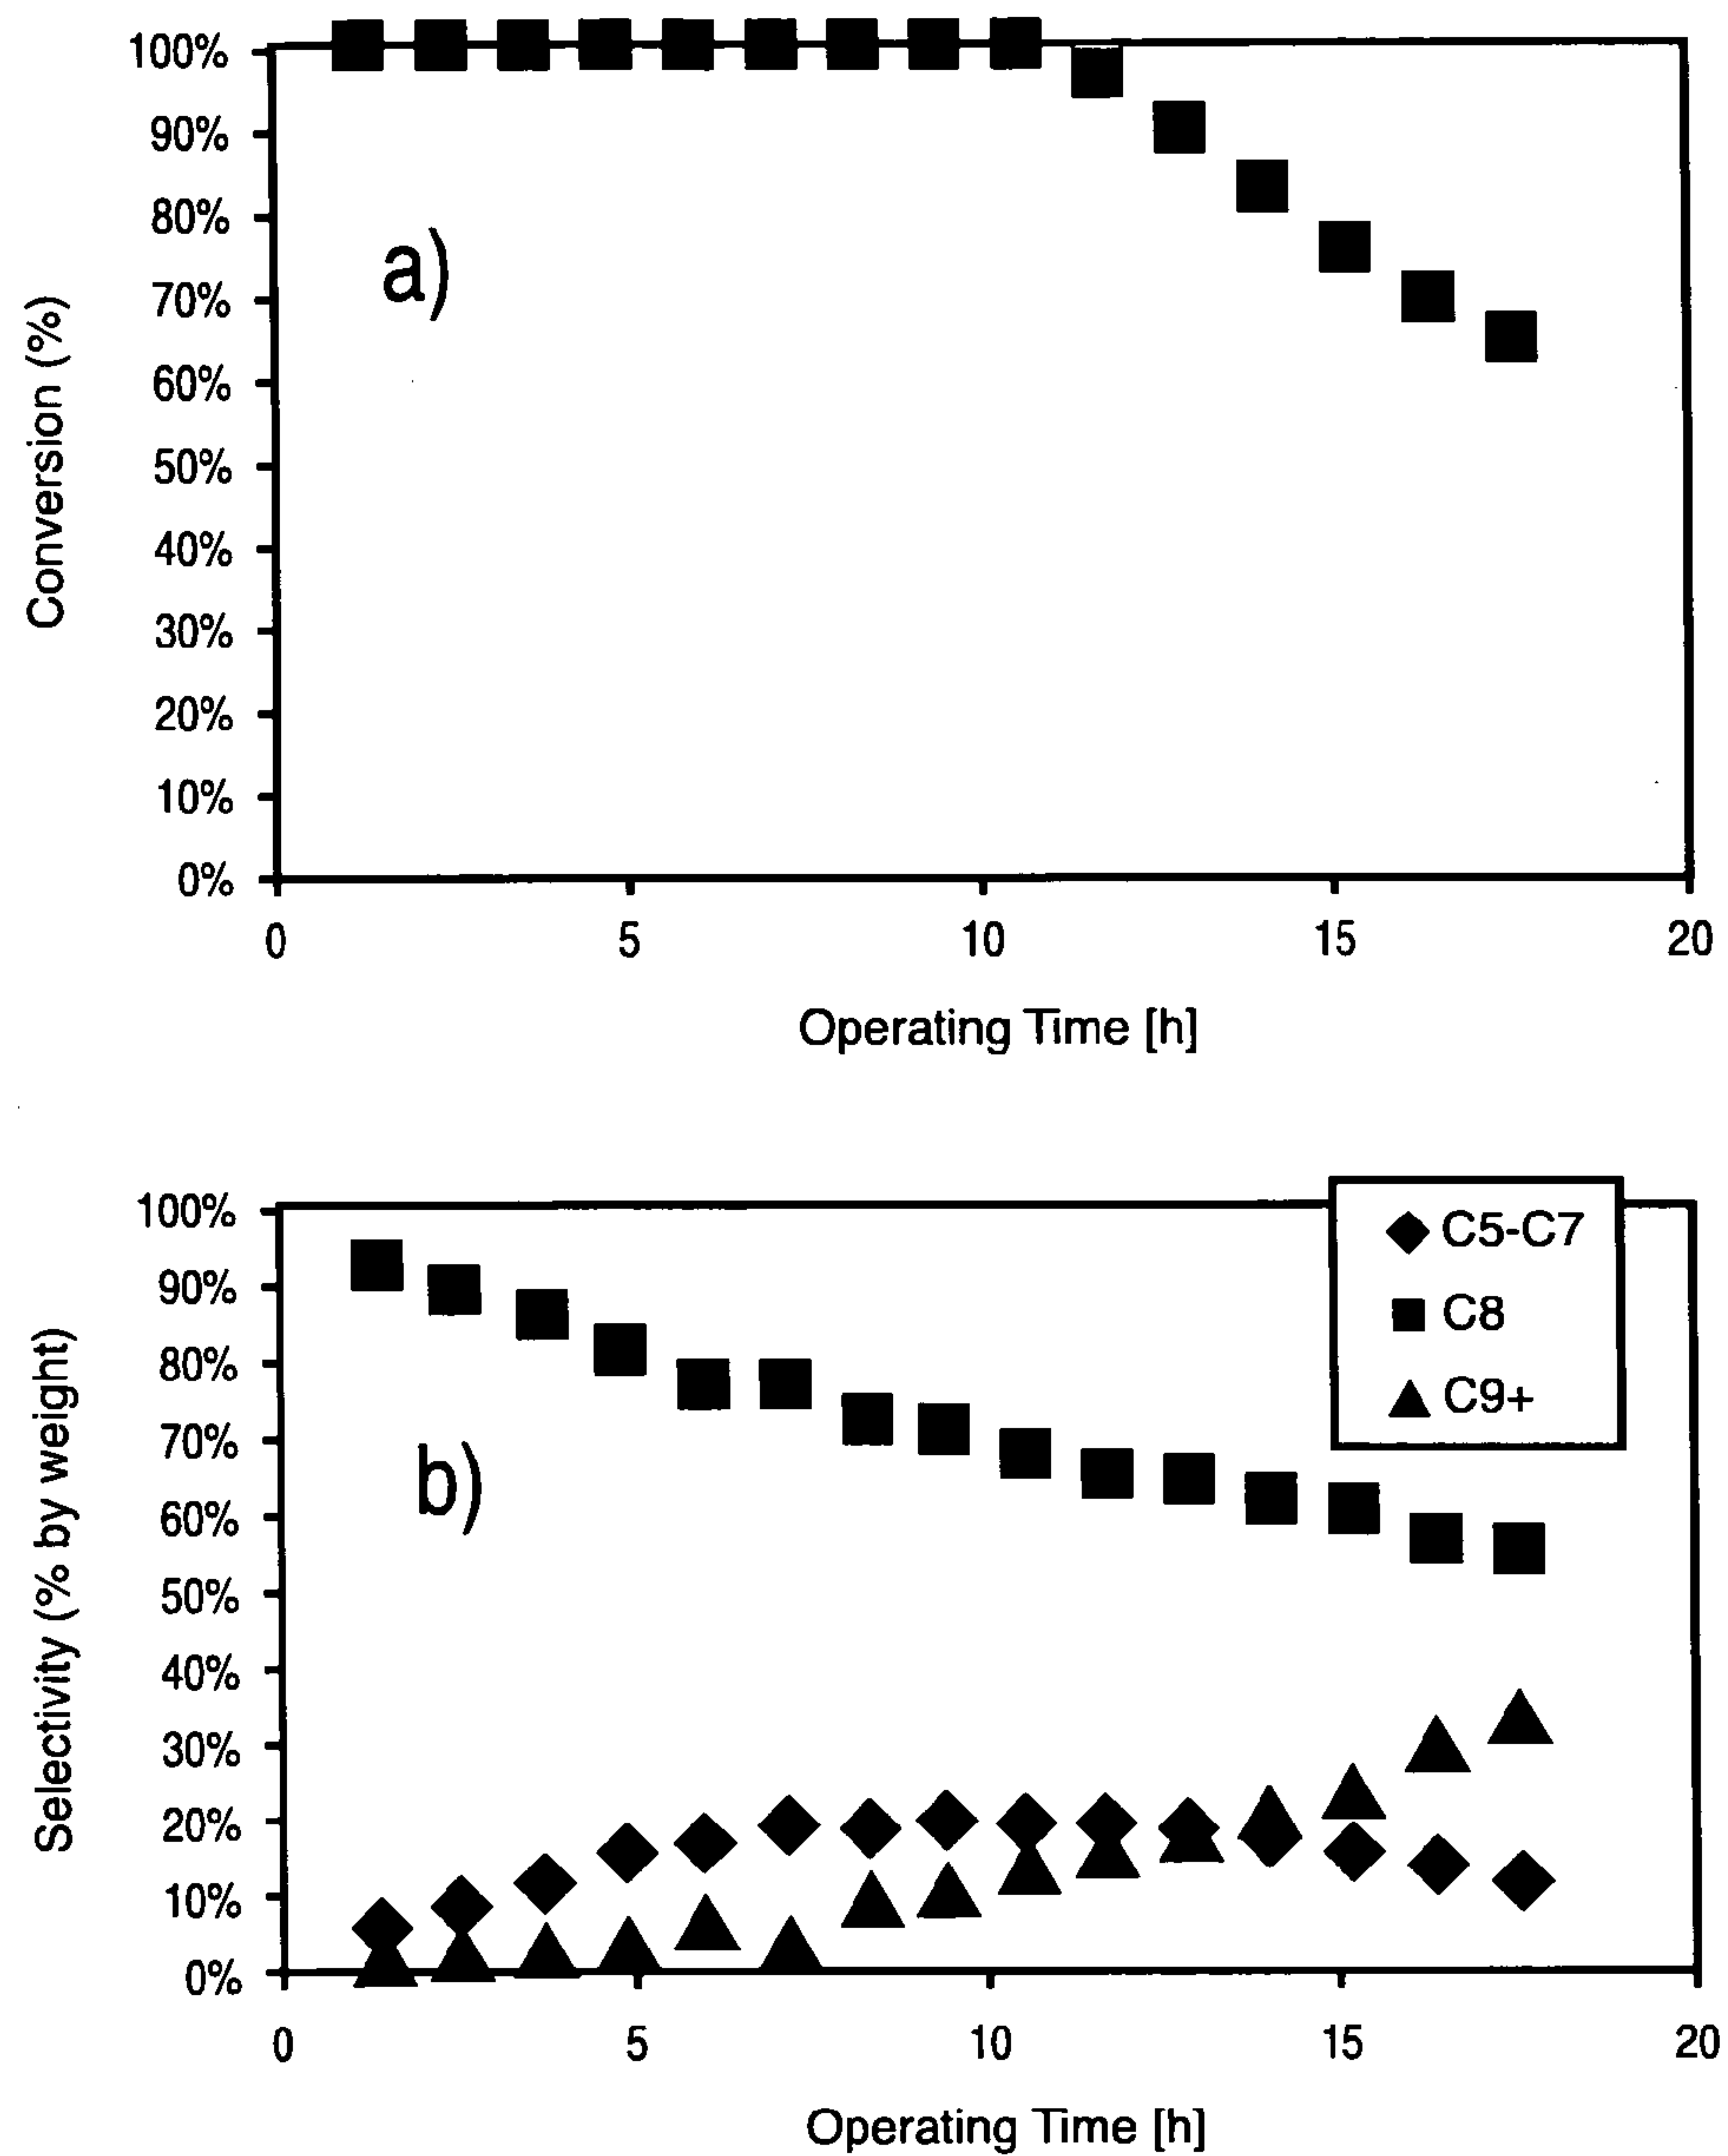 100%
90%
80%
70%
60%
50%
40%
30%
20%
10%
0%
Conversion (%)
a)
0 5 10 15 20
Operating Time [h]
100%
90%
80%
70%
60%
50%
40%
30%
20%
10%
0%
Selectivity (% by weight)
b)
C5-C7
C8
C9+
0 5 10 15 20
Operating Time [h]